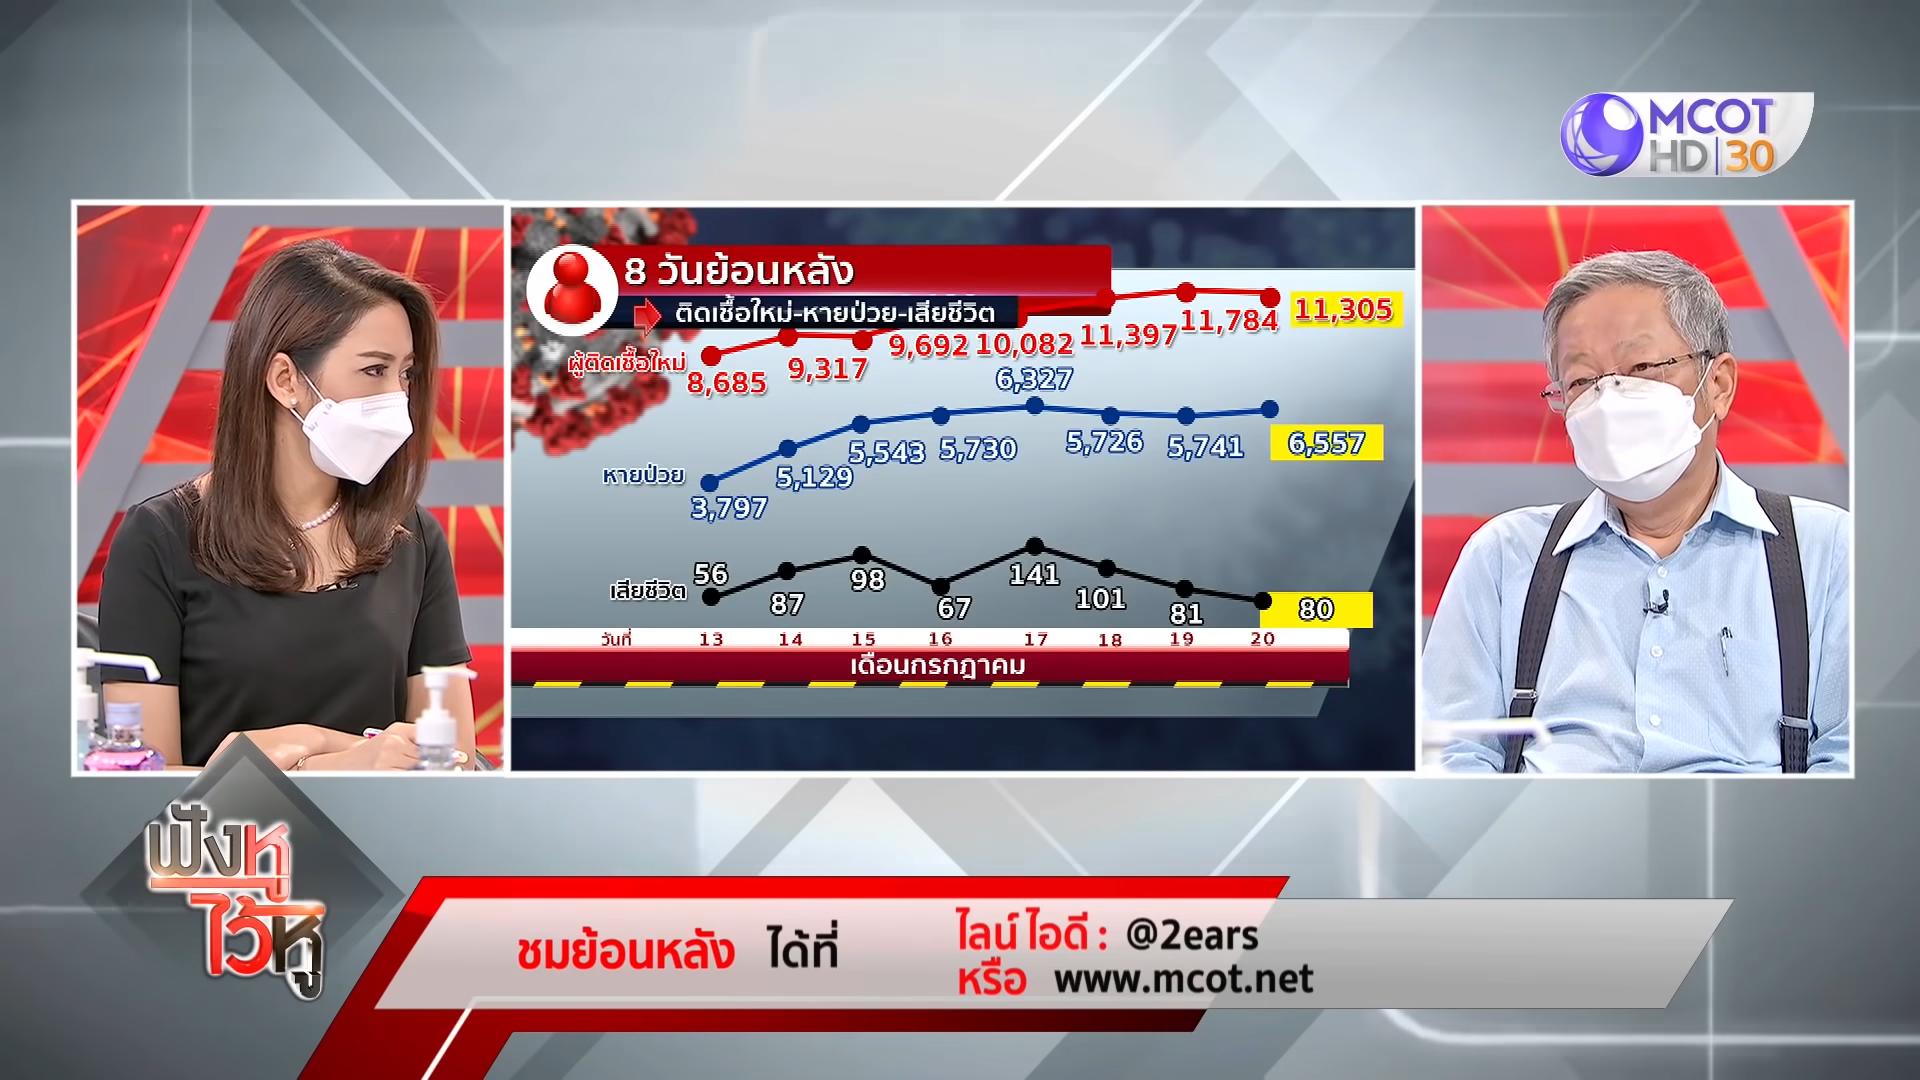 MCOT
HD 30
8 วันย้อนหลัง
ติดเชื้อใหม่-หายป่วย-เสียชีวิต
ผู้ติดเชื้อใหม่
8,685
9,317
9,692
10,082
11,397
11,784
11,305
หายป่วย
3,797
5,129
5,543
5,730
6,327
5,726
5,741
6,557
เสียชีวิต
56
87
98
67
141
101
81
80
วันที่ 13 14 15 16 17 18 19 20
เดือนกรกฎาคม
ฟังหู
ไว้หู
ชมย้อนหลัง ได้ที่
ไลน์ ไอดี : @2ears
หรือ www.mcot.net